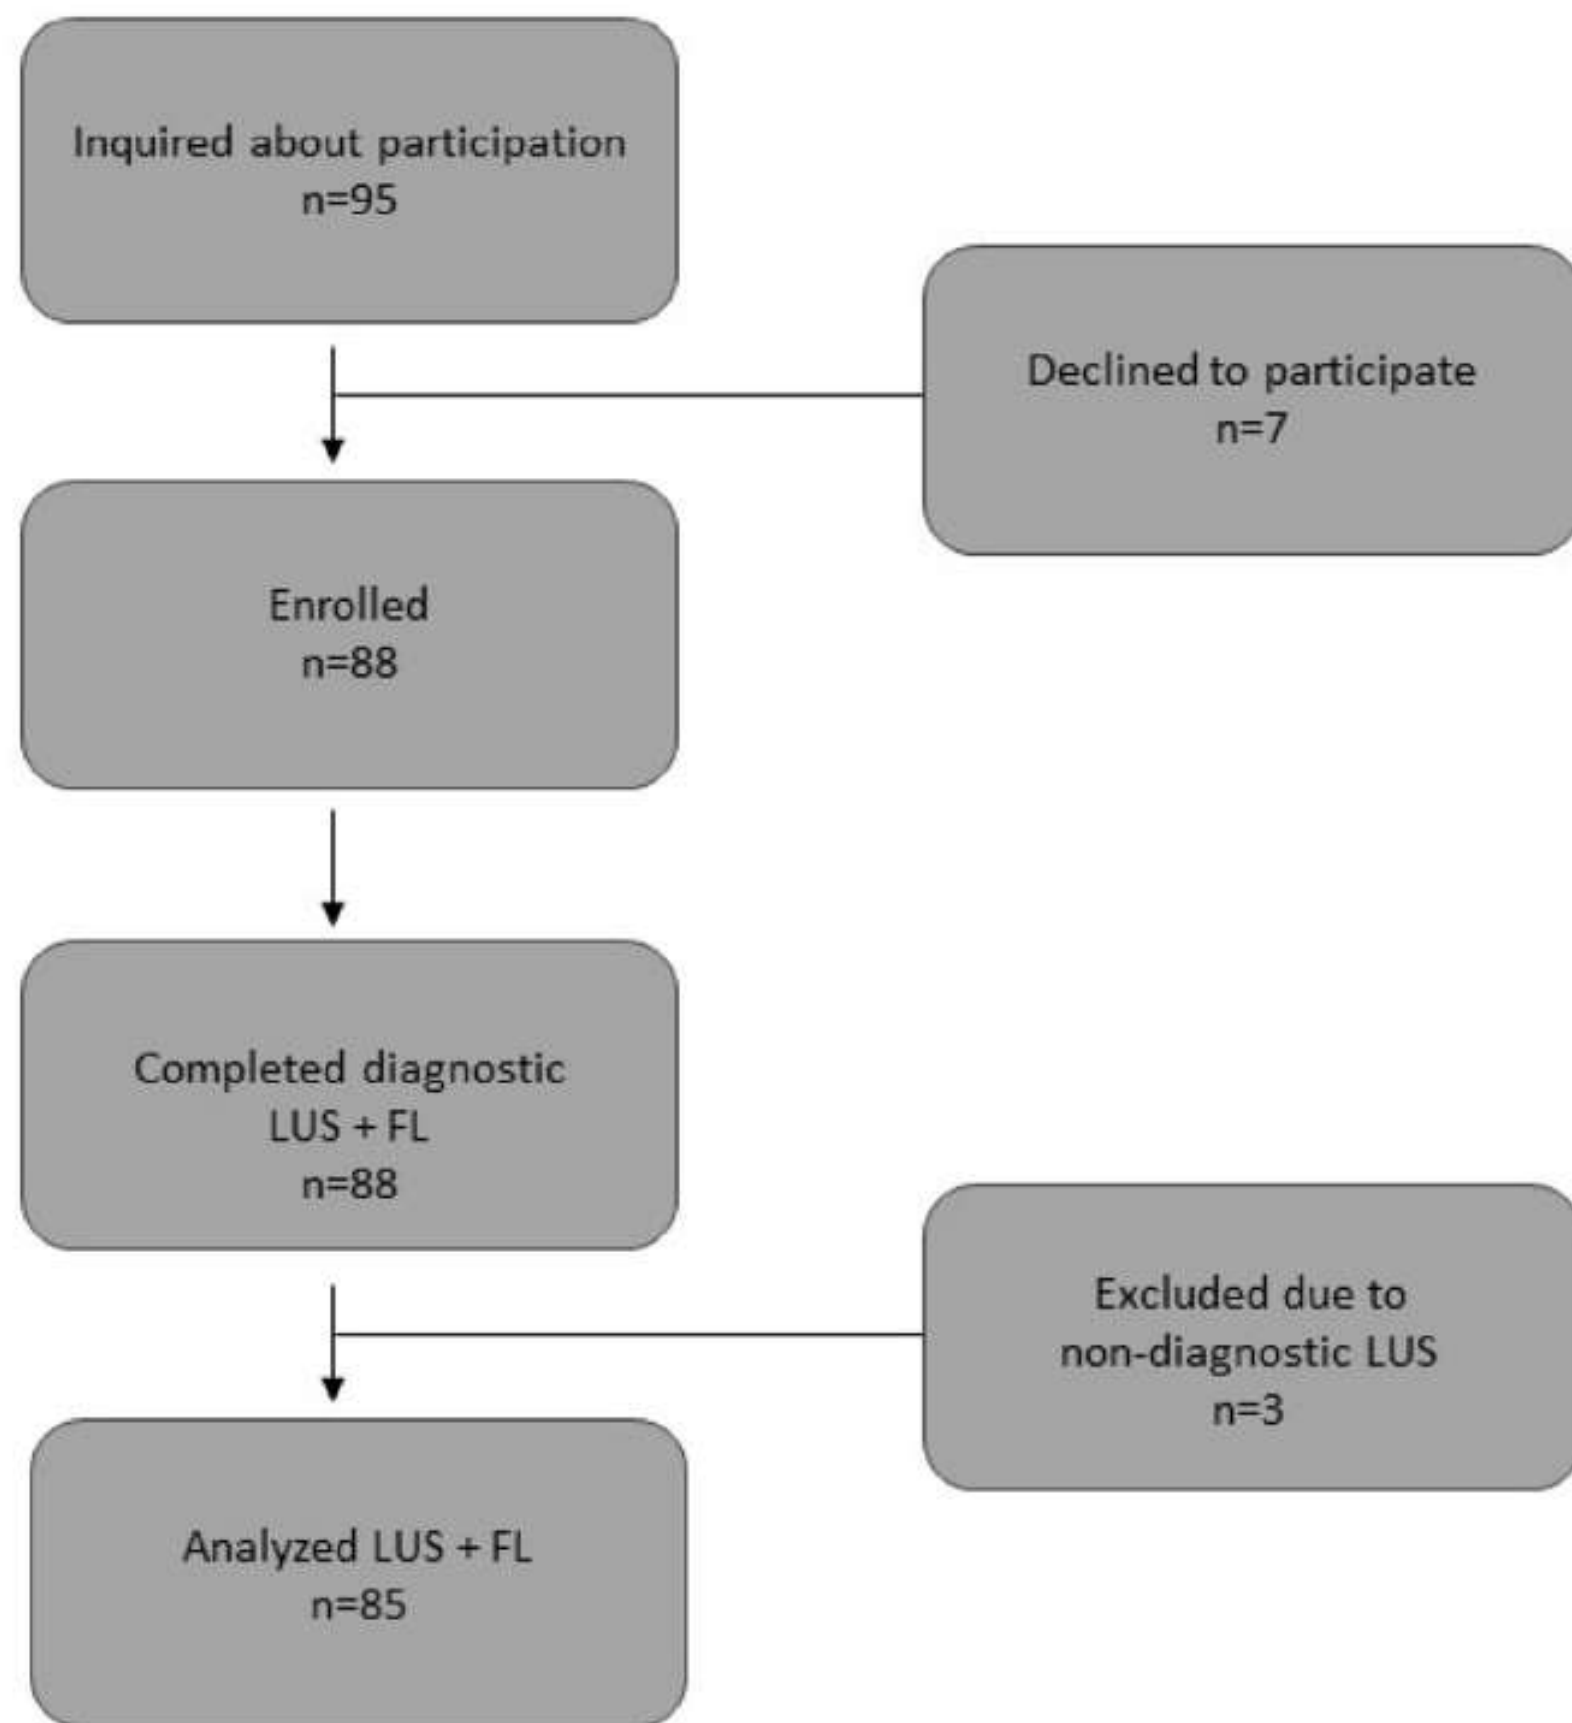 Inquired about participation
n=95
Declined to participate
n=7
Enrolled
n=88
Completed diagnostic
LUS + FL
n=88
Excluded due to
non-diagnostic LUS
n=3
Analyzed LUS + FL
n=85